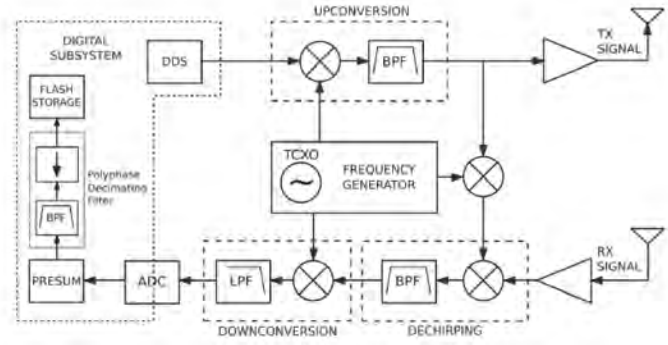 UPCONVERSION
DIGITAL
SUBSYSTEM
DDS
BPF
TX
SIGNAL
FLASH
STORAGE
TCXO
FREQUENCY
GENERATOR
Polyphase
Decimating
Filter
BPF
RX
SIGNAL
PRESUM
ADC
LPF
BPF
DOWNCONVERSION
DECHIRPING